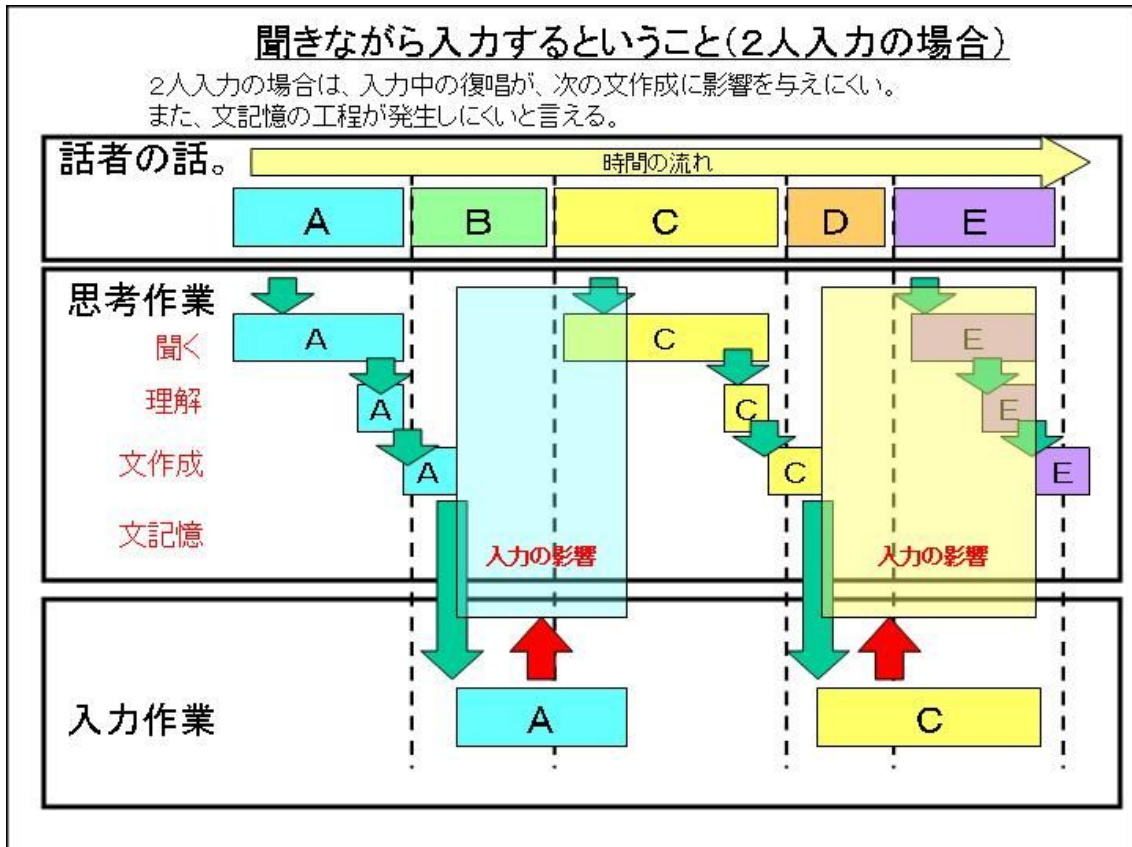 聞きながら入力するということ（２人入力の場合）
２人入力の場合は、入力中の復唱が、次の文作成に影響を与えにくい。
また、文記憶の工程が発生しにくいと言える。
話者の話。
時間の流れ
A B C D E
思考作業
聞く
A C E
理解
A C E
文作成
A C E
文記憶
入力の影響 入力の影響
入力作業
A C